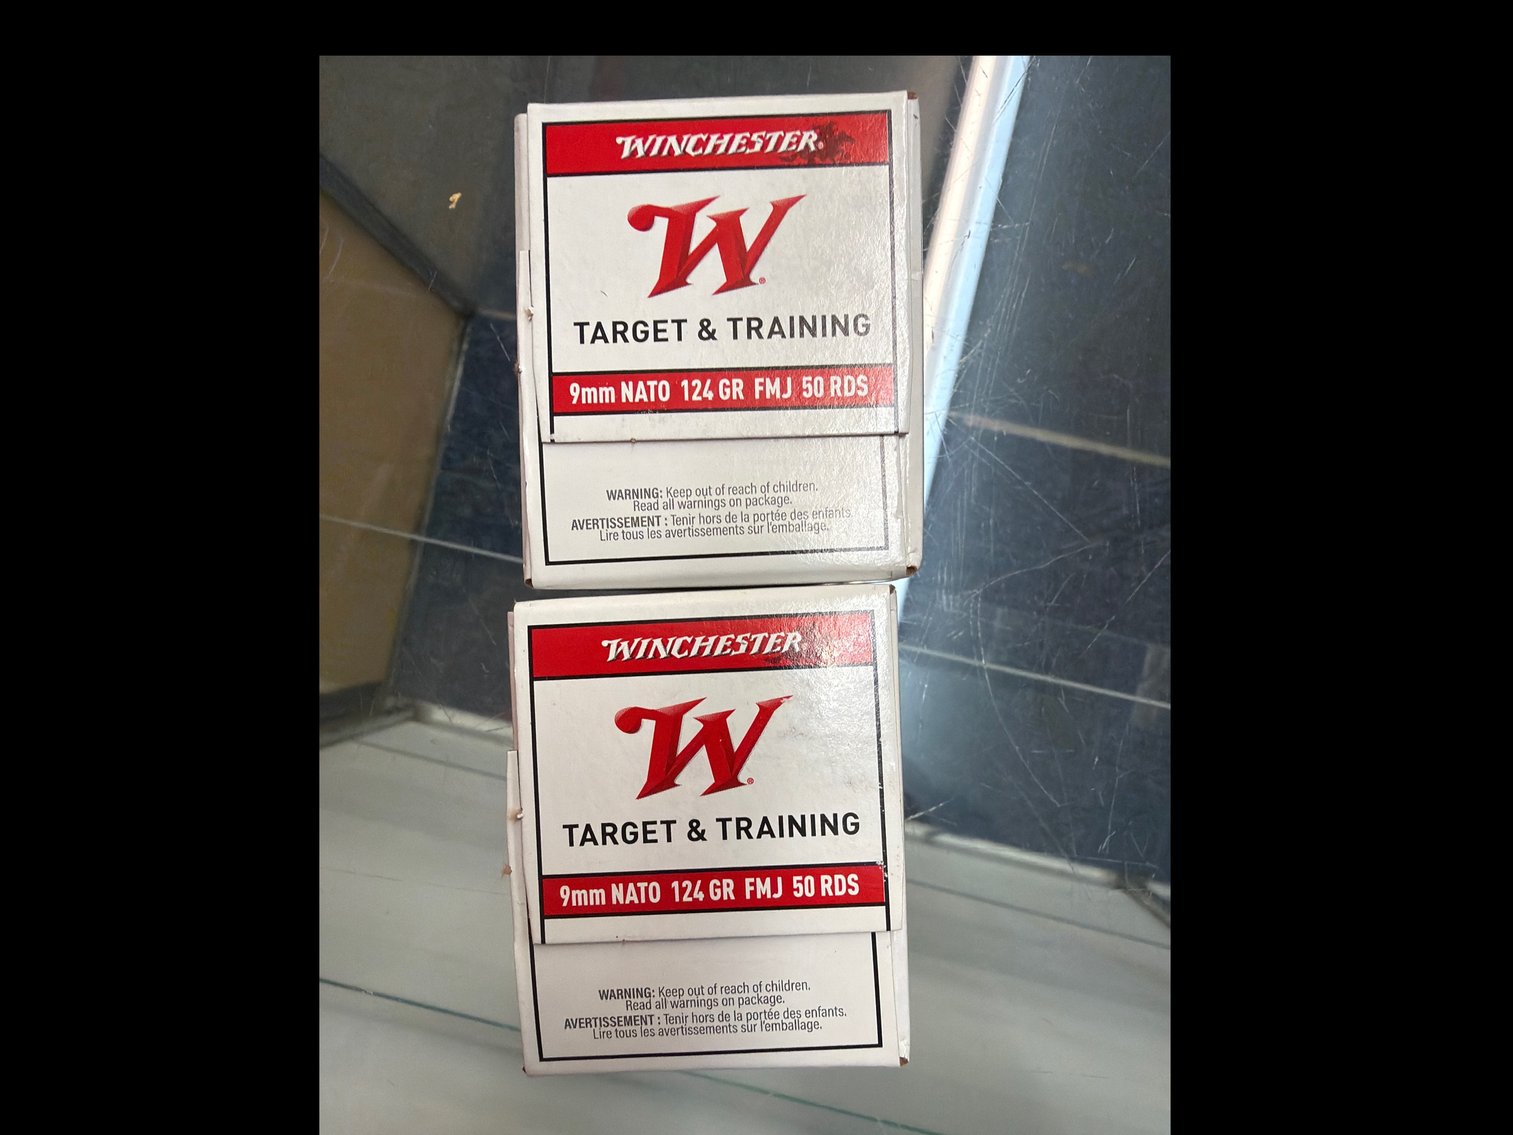 WINCHESTER®
W®
TARGET & TRAINING
9mm NATO 124 GR FMJ 50 RDS
WARNING: Keep out of reach of children.
Read all warnings on package.
AVERTISSEMENT : Tenir hors de la portée des enfants.
Lire tous les avertissements sur l'emballage.
WINCHESTER
W®
TARGET & TRAINING
9mm NATO 124 GR FMJ 50 RDS
WARNING: Keep out of reach of children.
Read all warnings on package.
AVERTISSEMENT : Tenir hors de la portée des enfants.
Lire tous les avertissements sur l'emballage.